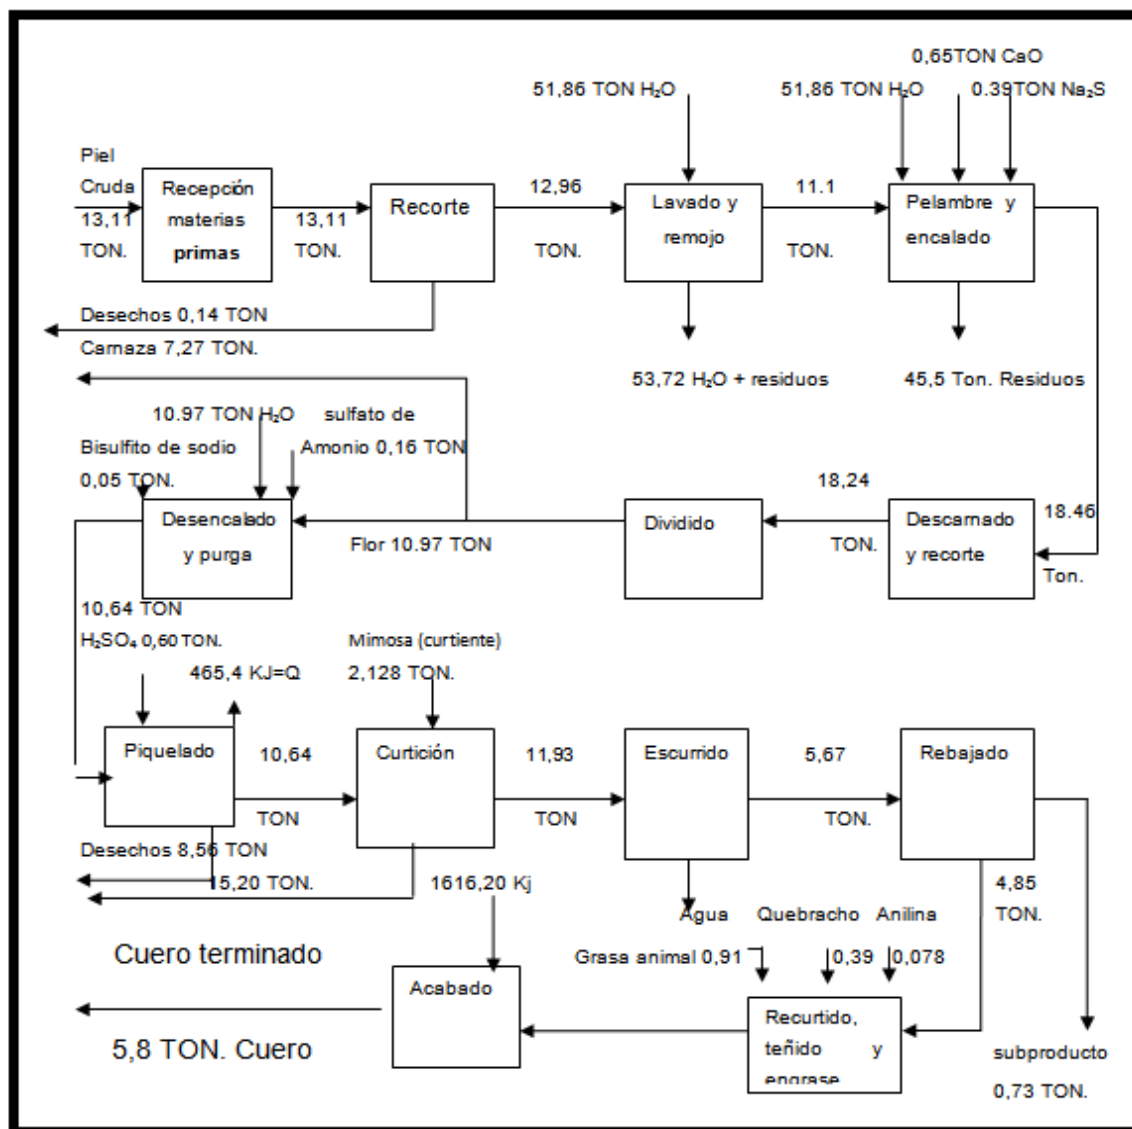 0,65TON CaO
51,86 TON H₂O
51,86 TON H₂O
0.39TON Na₂S
Piel
Cruda
13,11
TON.
Recepción
materias
primas
13,11
TON.
Recorte
12,96
TON.
Lavado y
remojo
11.1
TON.
Pelambre y
encalado
Desechos 0,14 TON
Carnaza 7,27 TON.
53,72 H₂O + residuos
45,5 Ton. Residuos
10.97 TON H₂O
sulfato de
Bisulfito de sodio
Amonio 0,16 TON
0,05 TON.
Desencalado
y purga
Flor 10.97 TON
Dividido
18,24
TON.
Descarnado
y recorte
18.46
Ton.
10,64 TON
H₂SO₄ 0,60 TON.
465,4 KJ=Q
Mimosa (curtiente)
2,128 TON.
Piquelado
10,64
TON
Curtición
11,93
TON
Escurrido
5,67
TON.
Rebajado
Desechos 8,56 TON
15,20 TON.
1616,20 Kj
4,85
TON.
Agua
Quebracho
Anilina
Grasa animal 0,91
0,39
0,078
Cuero terminado
Acabado
Recurtido,
teñido y
engrase
5,8 TON. Cuero
subproducto
0,73 TON.